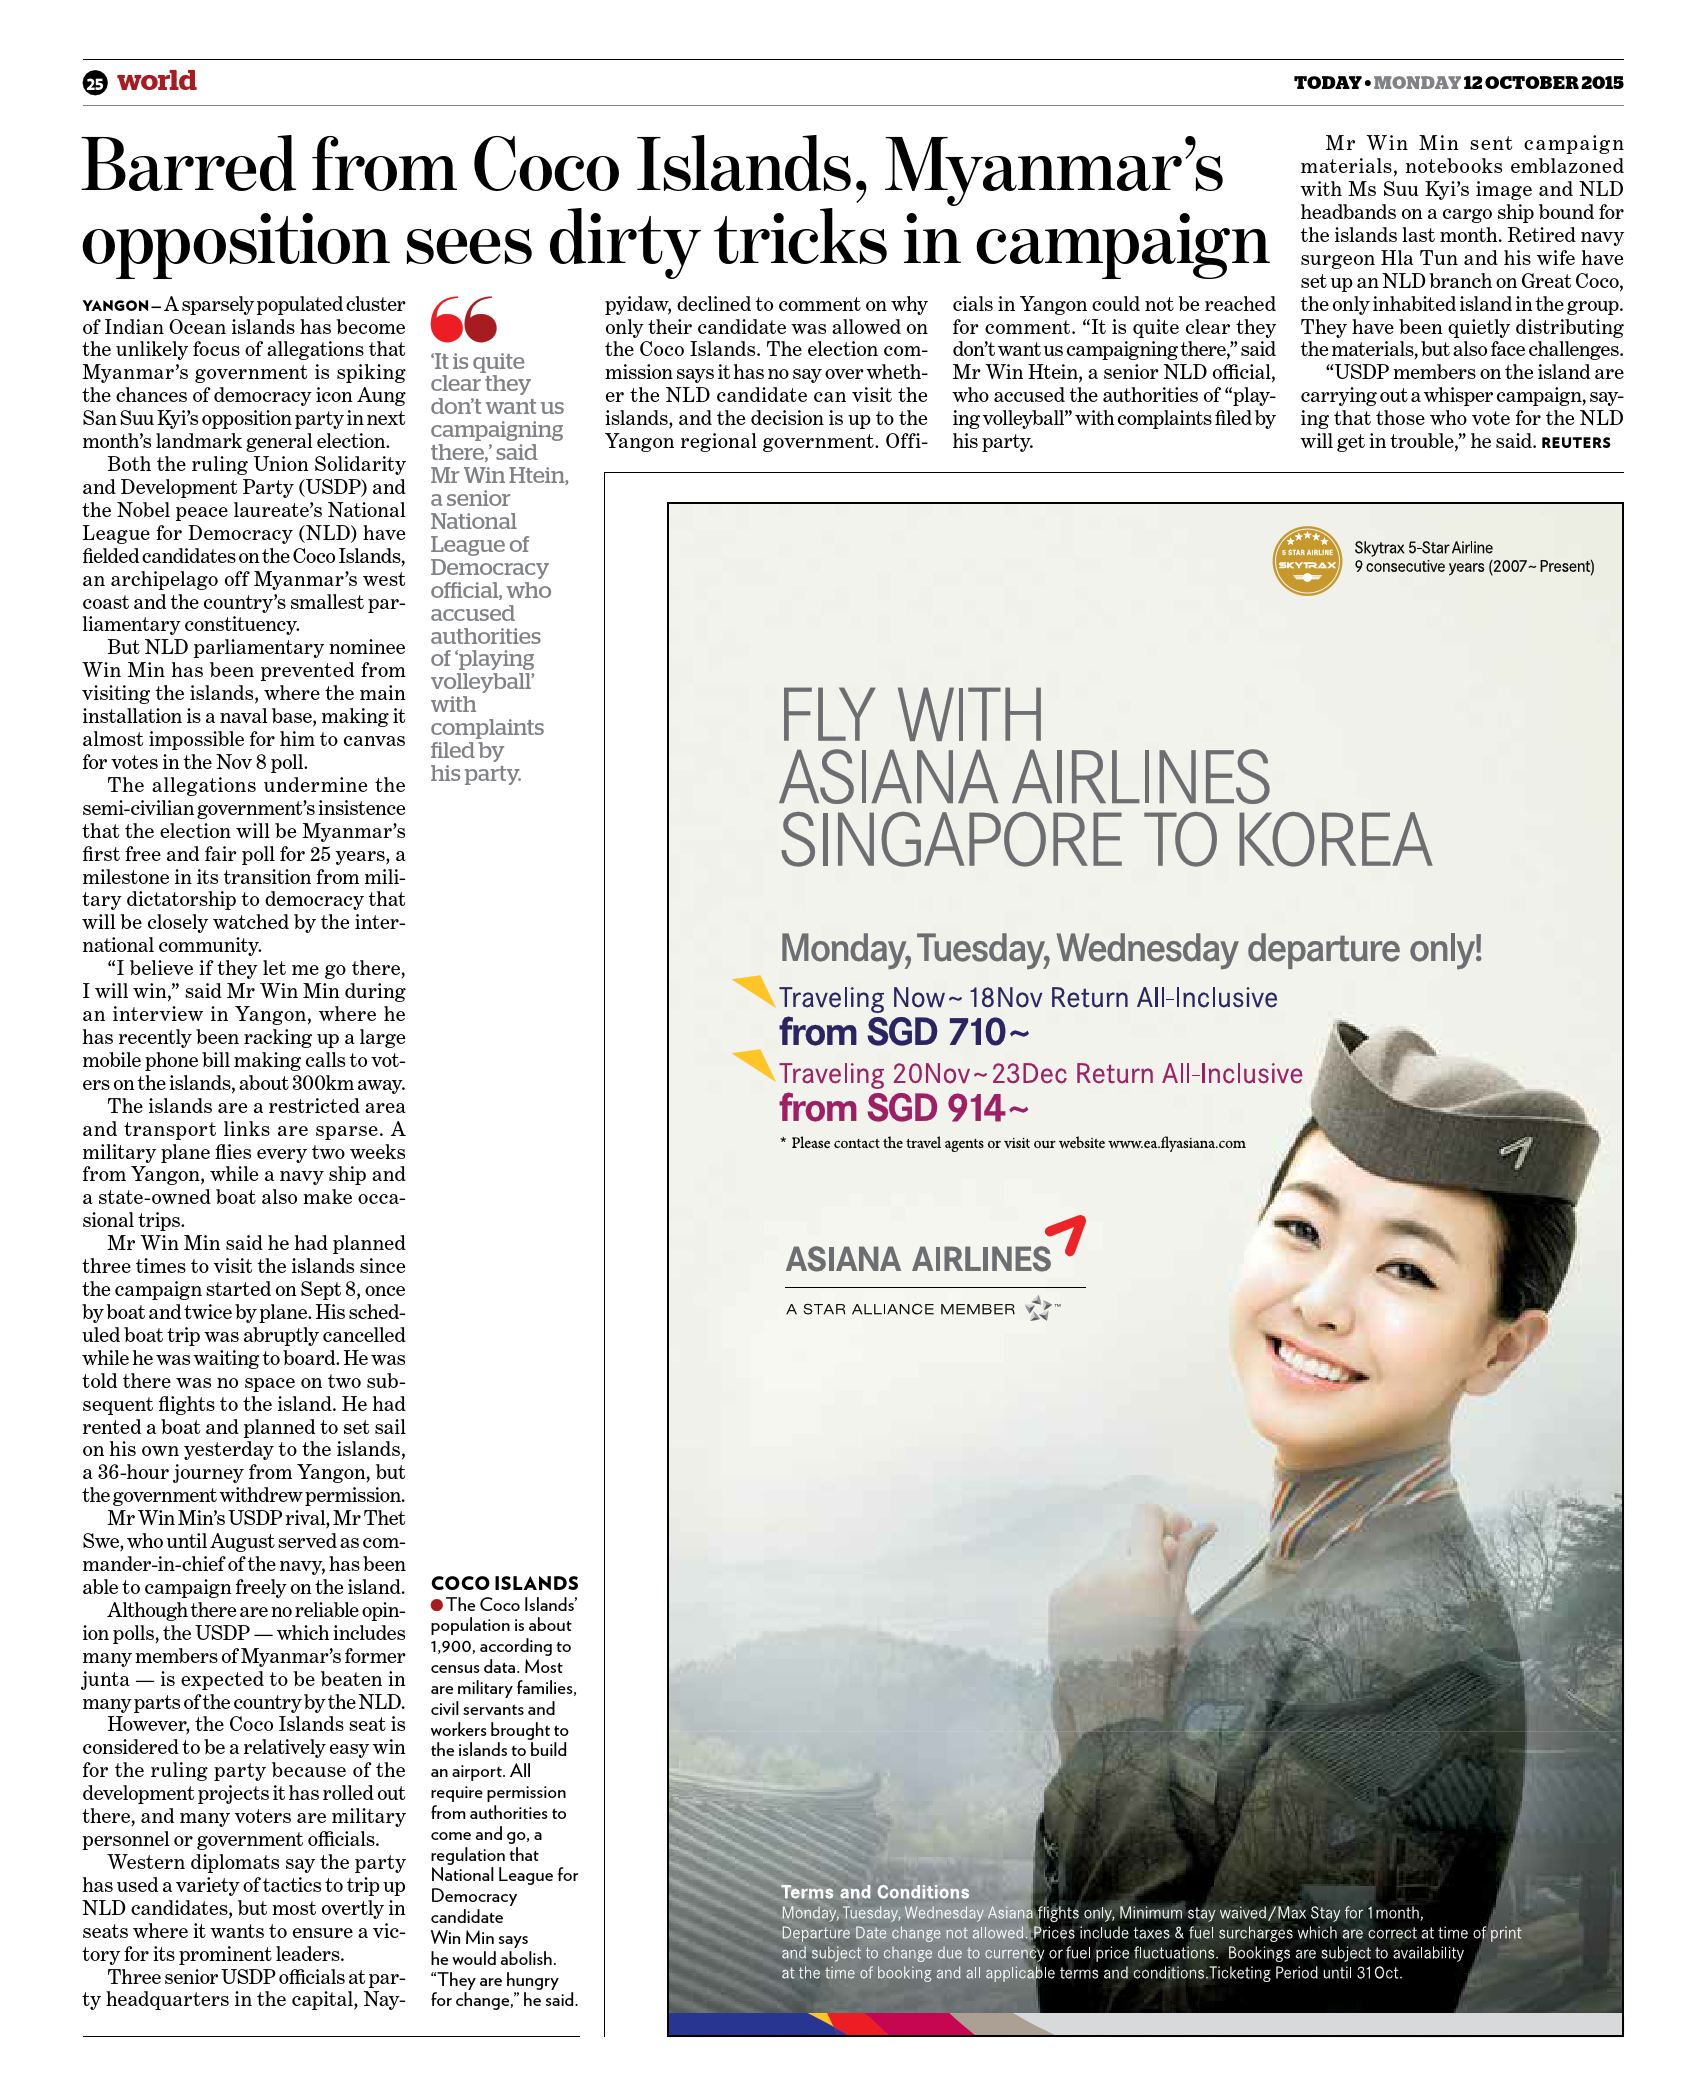 25 world
TODAY • MONDAY 12 OCTOBER 2015
Barred from Coco Islands, Myanmar’s
opposition sees dirty tricks in campaign
YANGON – A sparsely populated cluster
of Indian Ocean islands has become
the unlikely focus of allegations that
Myanmar’s government is spiking
the chances of democracy icon Aung
San Suu Kyi’s opposition party in next
month’s landmark general election.
Both the ruling Union Solidarity
and Development Party (USDP) and
the Nobel peace laureate’s National
League for Democracy (NLD) have
fielded candidates on the Coco Islands,
an archipelago off Myanmar’s west
coast and the country’s smallest par-
liamentary constituency.
But NLD parliamentary nominee
Win Min has been prevented from
visiting the islands, where the main
installation is a naval base, making it
almost impossible for him to canvas
for votes in the Nov 8 poll.
The allegations undermine the
semi-civilian government’s insistence
that the election will be Myanmar’s
first free and fair poll for 25 years, a
milestone in its transition from mili-
tary dictatorship to democracy that
will be closely watched by the inter-
national community.
“I believe if they let me go there,
I will win,” said Mr Win Min during
an interview in Yangon, where he
has recently been racking up a large
mobile phone bill making calls to vot-
ers on the islands, about 300km away.
The islands are a restricted area
and transport links are sparse. A
military plane flies every two weeks
from Yangon, while a navy ship and
a state-owned boat also make occa-
sional trips.
Mr Win Min said he had planned
three times to visit the islands since
the campaign started on Sept 8, once
by boat and twice by plane. His sched-
uled boat trip was abruptly cancelled
while he was waiting to board. He was
told there was no space on two sub-
sequent flights to the island. He had
rented a boat and planned to set sail
on his own yesterday to the islands,
a 36-hour journey from Yangon, but
the government withdrew permission.
Mr Win Min’s USDP rival, Mr Thet
Swe, who until August served as com-
mander-in-chief of the navy, has been
able to campaign freely on the island.
Although there are no reliable opin-
ion polls, the USDP — which includes
many members of Myanmar’s former
junta — is expected to be beaten in
many parts of the country by the NLD.
However, the Coco Islands seat is
considered to be a relatively easy win
for the ruling party because of the
development projects it has rolled out
there, and many voters are military
personnel or government officials.
Western diplomats say the party
has used a variety of tactics to trip up
NLD candidates, but most overtly in
seats where it wants to ensure a vic-
tory for its prominent leaders.
Three senior USDP officials at par-
ty headquarters in the capital, Nay-
‘It is quite
clear they
don’t want us
campaigning
there,’ said
Mr Win Htein,
a senior
National
League of
Democracy
official, who
accused
authorities
of ‘playing
volleyball’
with
complaints
filed by
his party.
COCO ISLANDS
● The Coco Islands’
population is about
1,900, according to
census data. Most
are military families,
civil servants and
workers brought to
the islands to build
an airport. All
require permission
from authorities to
come and go, a
regulation that
National League for
Democracy
candidate
Win Min says
he would abolish.
“They are hungry
for change,” he said.
pyidaw, declined to comment on why
only their candidate was allowed on
the Coco Islands. The election com-
mission says it has no say over wheth-
er the NLD candidate can visit the
islands, and the decision is up to the
Yangon regional government. Offi-
cials in Yangon could not be reached
for comment. “It is quite clear they
don’t want us campaigning there,” said
Mr Win Htein, a senior NLD official,
who accused the authorities of “play-
ing volleyball” with complaints filed by
his party.
Mr Win Min sent campaign
materials, notebooks emblazoned
with Ms Suu Kyi’s image and NLD
headbands on a cargo ship bound for
the islands last month. Retired navy
surgeon Hla Tun and his wife have
set up an NLD branch on Great Coco,
the only inhabited island in the group.
They have been quietly distributing
the materials, but also face challenges.
“USDP members on the island are
carrying out a whisper campaign, say-
ing that those who vote for the NLD
will get in trouble,” he said. REUTERS
5 STAR AIRLINE
SKYTRAX
Skytrax 5-Star Airline
9 consecutive years (2007~ Present)
FLY WITH
ASIANA AIRLINES
SINGAPORE TO KOREA
Monday, Tuesday, Wednesday departure only!
Traveling Now~ 18Nov Return All-Inclusive
from SGD 710~
Traveling 20Nov~23Dec Return All-Inclusive
from SGD 914~
* Please contact the travel agents or visit our website www.ea.flyasiana.com
ASIANA AIRLINES
A STAR ALLIANCE MEMBER ™
Terms and Conditions
Monday, Tuesday, Wednesday Asiana flights only, Minimum stay waived/Max Stay for 1month,
Departure Date change not allowed. Prices include taxes & fuel surcharges which are correct at time of print
and subject to change due to currency or fuel price fluctuations. Bookings are subject to availability
at the time of booking and all applicable terms and conditions.Ticketing Period until 31Oct.